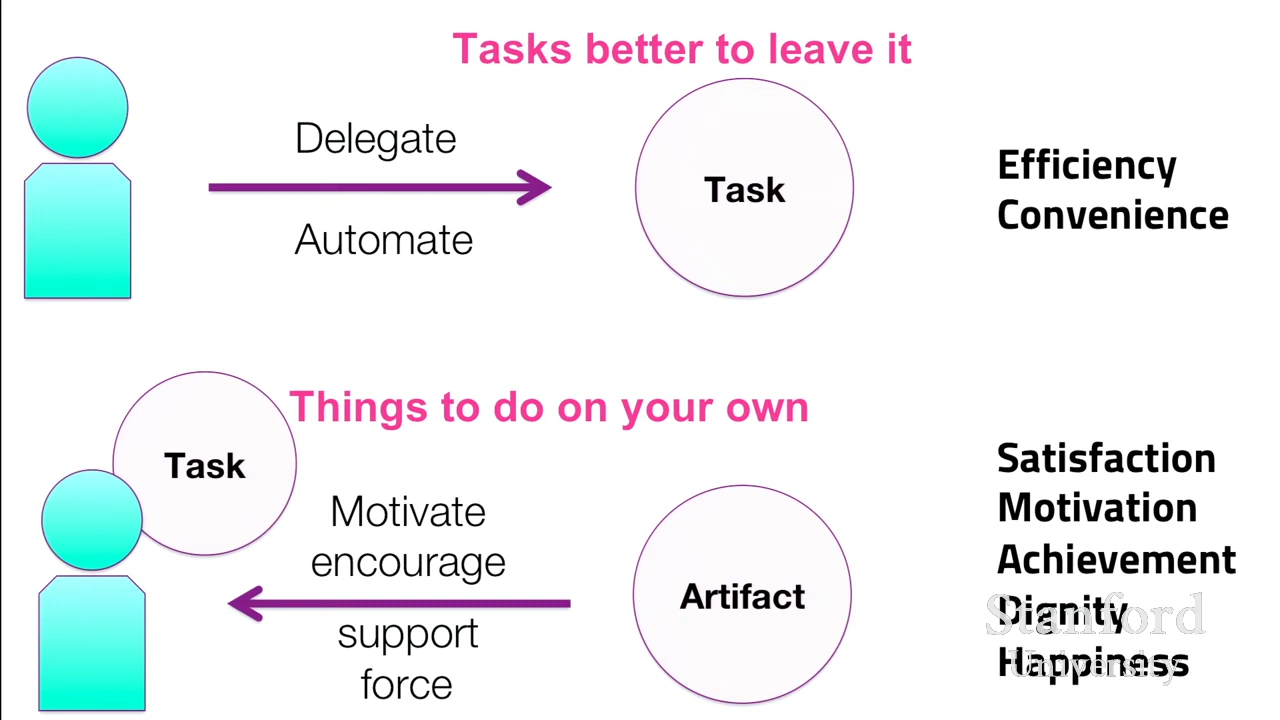 Tasks better to leave it
Delegate
Automate
Task
Efficiency
Convenience
Things to do on your own
Task
Motivate
encourage
support
force
Artifact
Satisfaction
Motivation
Achievement
Dignity
Happiness
Stanford
University